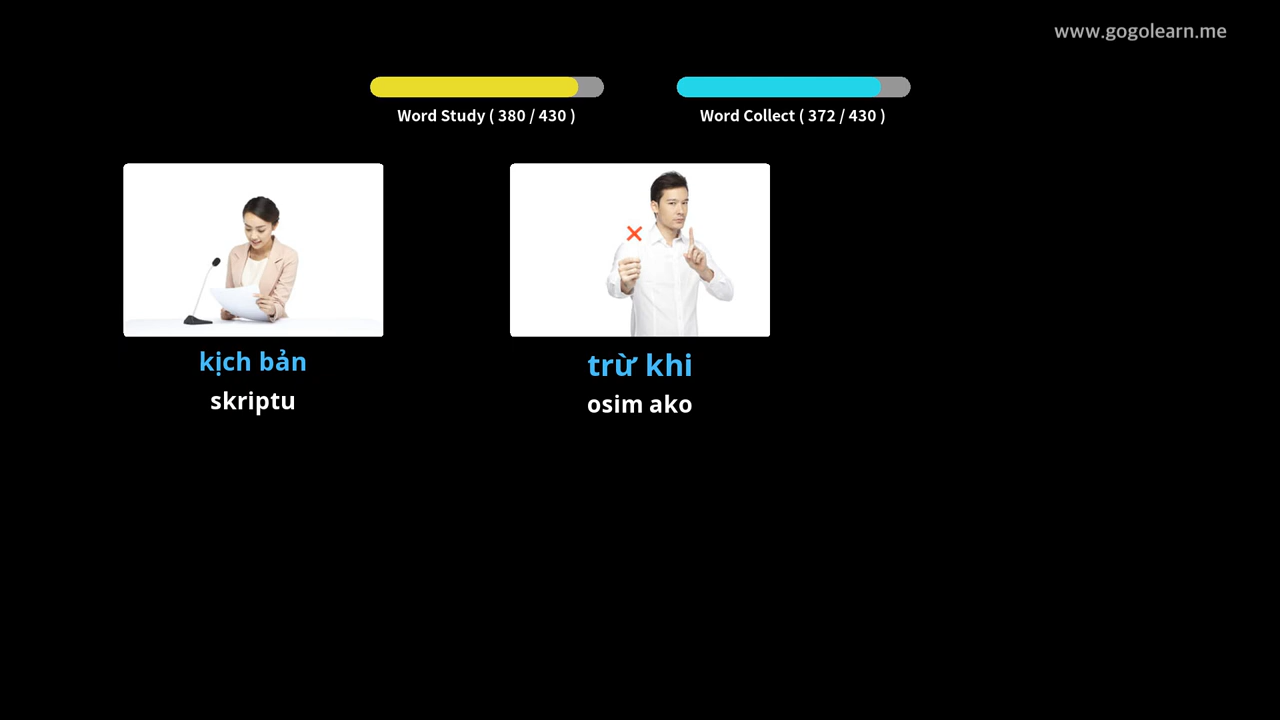 www.gogolearn.me
Word Study ( 380 / 430 )
Word Collect ( 372 / 430 )
kịch bản
skriptu
trừ khi
osim ako